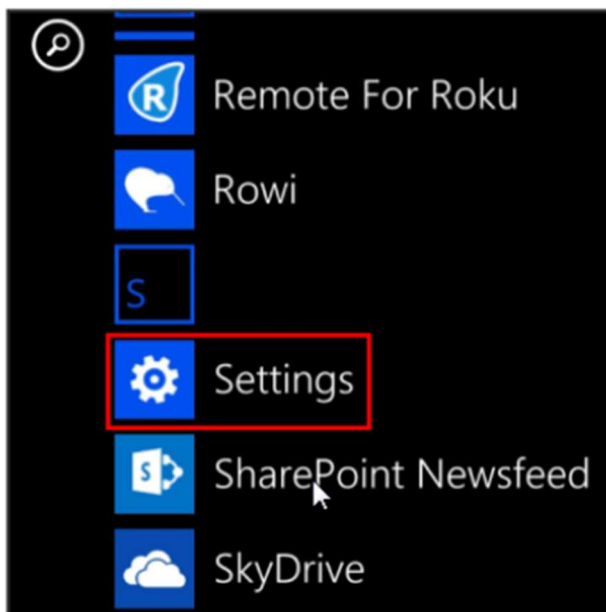 R Remote For Roku
Rowi
S
Settings
S SharePoint Newsfeed
SkyDrive